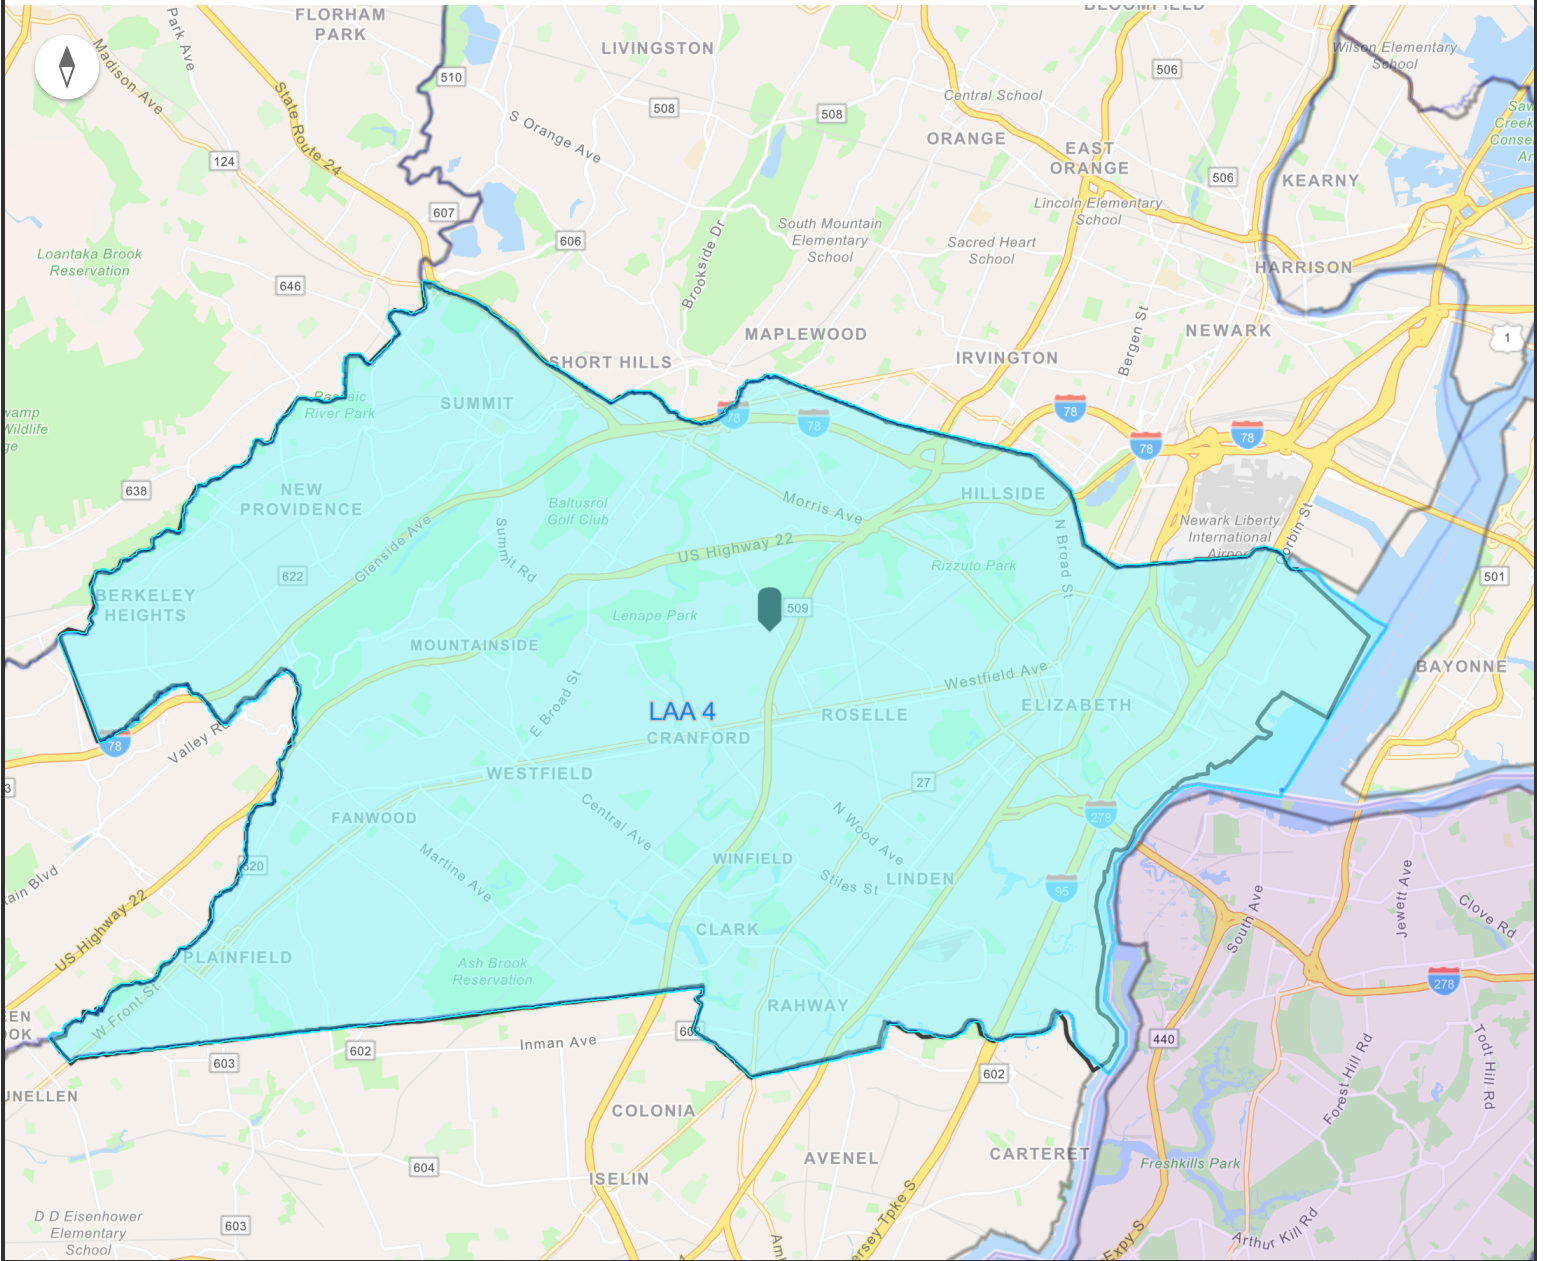 FLORHAM
PARK
BLOOMFIELD
LIVINGSTON
Park Ave
Madison Ave
State Route 24
510
508
508
506
Wilson Elementary
School
Central School
S Orange Ave
ORANGE
EAST
ORANGE
124
506
KEARNY
607
606
Lincoln Elementary
School
South Mountain
Elementary
School
Sacred Heart
School
Brookside Dr
Loantaka Brook
Reservation
646
HARRISON
MAPLEWOOD
NEWARK
Bergen St
1
SHORT HILLS
IRVINGTON
Passaic
River Park
SUMMIT
78
78
78
78
78
Wildlife
638
NEW
PROVIDENCE
Baltusrol
Golf Club
Morris Ave
HILLSIDE
Newark Liberty
International
Airport
Corbin St
Glenside Ave
Summit Rd
US Highway 22
N Broad St
Rizzuto Park
622
501
BERKELEY
HEIGHTS
Lenape Park
509
MOUNTAINSIDE
BAYONNE
Westfield Ave
E Broad St
LAA 4
ROSELLE
ELIZABETH
CRANFORD
Valley Rd
78
WESTFIELD
27
FANWOOD
Central Ave
N Wood Ave
278
WINFIELD
Martine Ave
Stiles St
LINDEN
95
Jewett Ave
Clove Rd
South Ave
US Highway 22
CLARK
PLAINFIELD
Ash Brook
Reservation
278
RAHWAY
W Front St
Inman Ave
602
603
602
440
Todt Hill Rd
Forest Hill Rd
COLONIA
AVENEL
CARTERET
604
ISELIN
Freshkills Park
D D Eisenhower
Elementary
School
603
Arthur Kill Rd